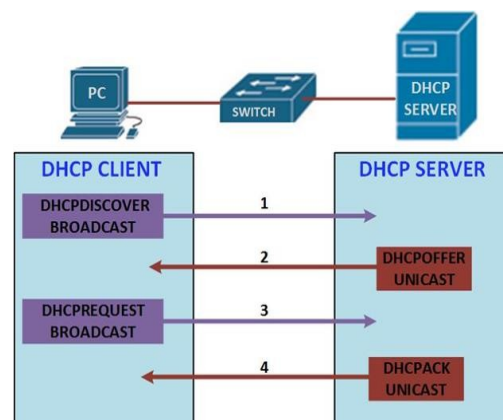 PC
SWITCH
DHCP
SERVER
DHCP CLIENT
DHCP SERVER
DHCPDISCOVER
BROADCAST
1
2
DHCPOFFER
UNICAST
DHCPREQUEST
BROADCAST
3
4
DHCPACK
UNICAST